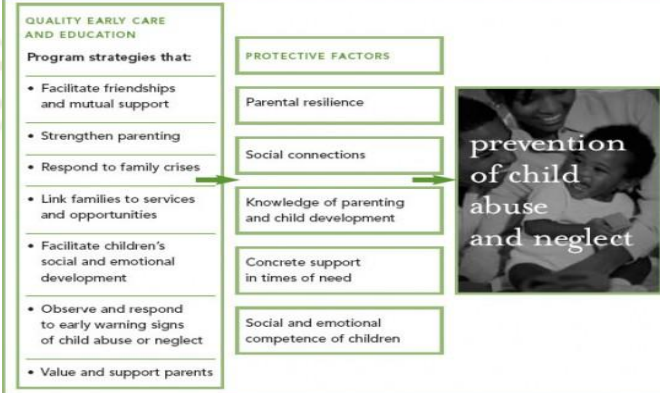 QUALITY EARLY CARE
AND EDUCATION
Program strategies that:
• Facilitate friendships
and mutual support
• Strengthen parenting
• Respond to family crises
• Link families to services
and opportunities
• Facilitate children's
social and emotional
development
• Observe and respond
to early warning signs
of child abuse or neglect
• Value and support parents
PROTECTIVE FACTORS
Parental resilience
Social connections
Knowledge of parenting
and child development
Concrete support
in times of need
Social and emotional
competence of children
prevention
of child
abuse
and neglect